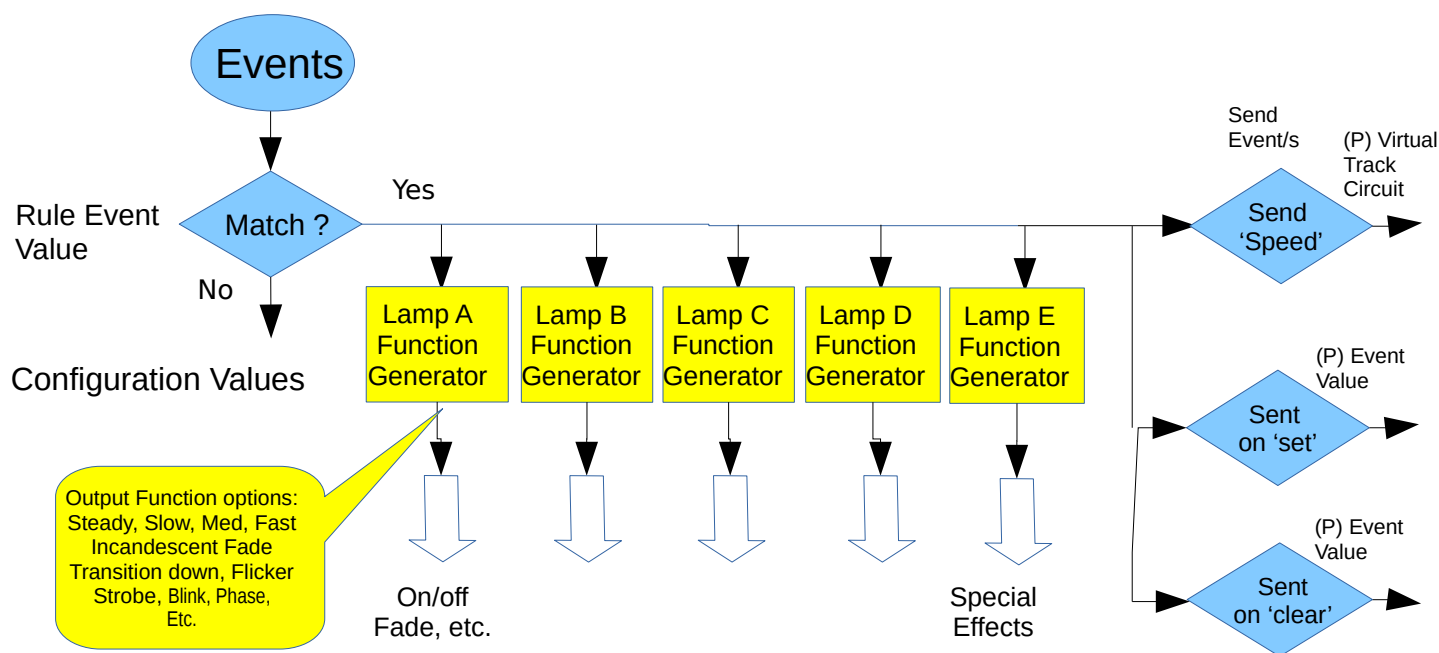 Events
Send
Event/s
(P) Virtual
Track
Circuit
Yes
Rule Event
Value
Match ?
Send
‘Speed’
No
Lamp A
Function
Generator
Lamp B
Function
Generator
Lamp C
Function
Generator
Lamp D
Function
Generator
Lamp E
Function
Generator
Configuration Values
(P) Event
Value
Sent
on ‘set’
Output Function options:
Steady, Slow, Med, Fast
Incandescent Fade
Transition down, Flicker
Strobe, Blink, Phase,
Etc.
(P) Event
Value
Sent
on ‘clear’
On/off
Fade, etc.
Special
Effects